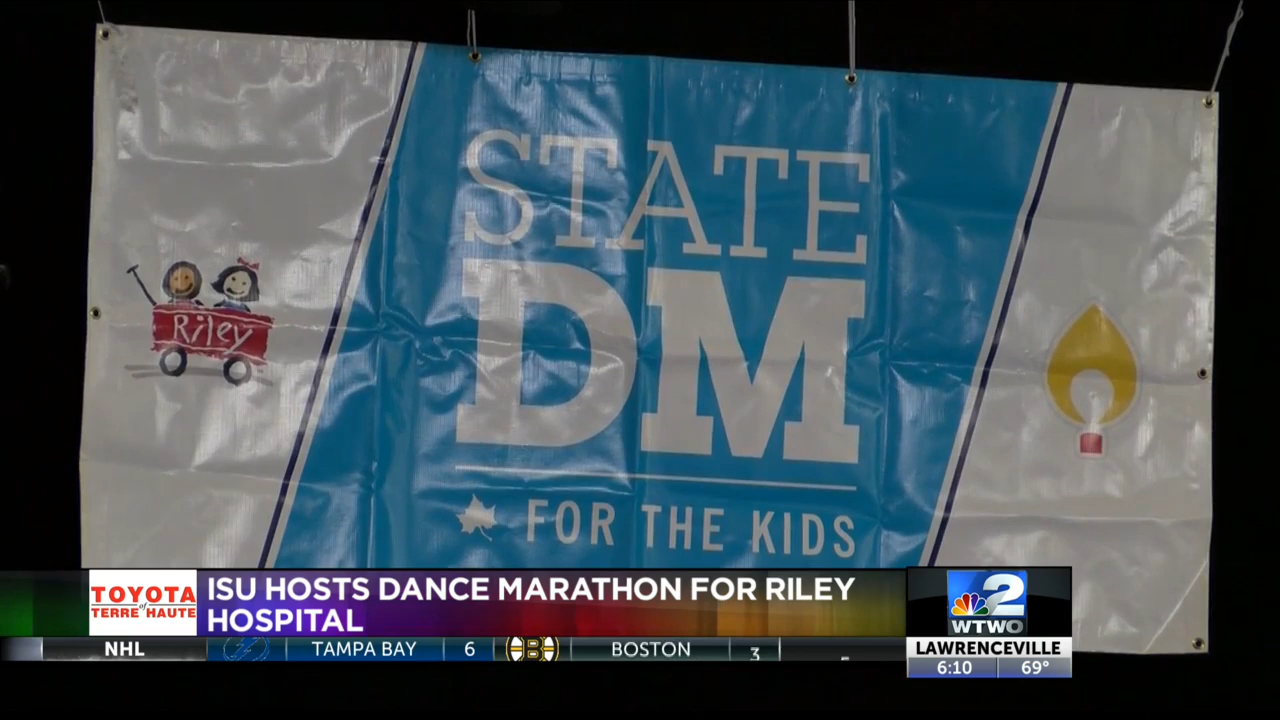 STATE
DM
FOR THE KIDS
Riley
TOYOTA
of
TERRE HAUTE
ISU HOSTS DANCE MARATHON FOR RILEY
HOSPITAL
2
WTWO
LAWRENCEVILLE
6:10 69°
NHL TAMPA BAY 6 B BOSTON 3